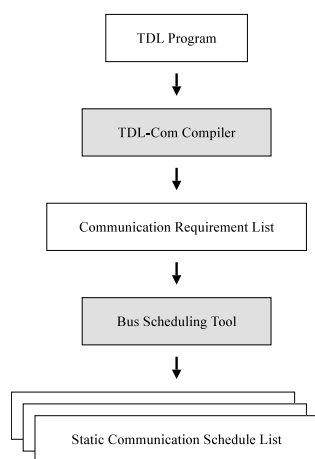 TDL Program
TDL-Com Compiler
Communication Requirement List
Bus Scheduling Tool
Static Communication Schedule List